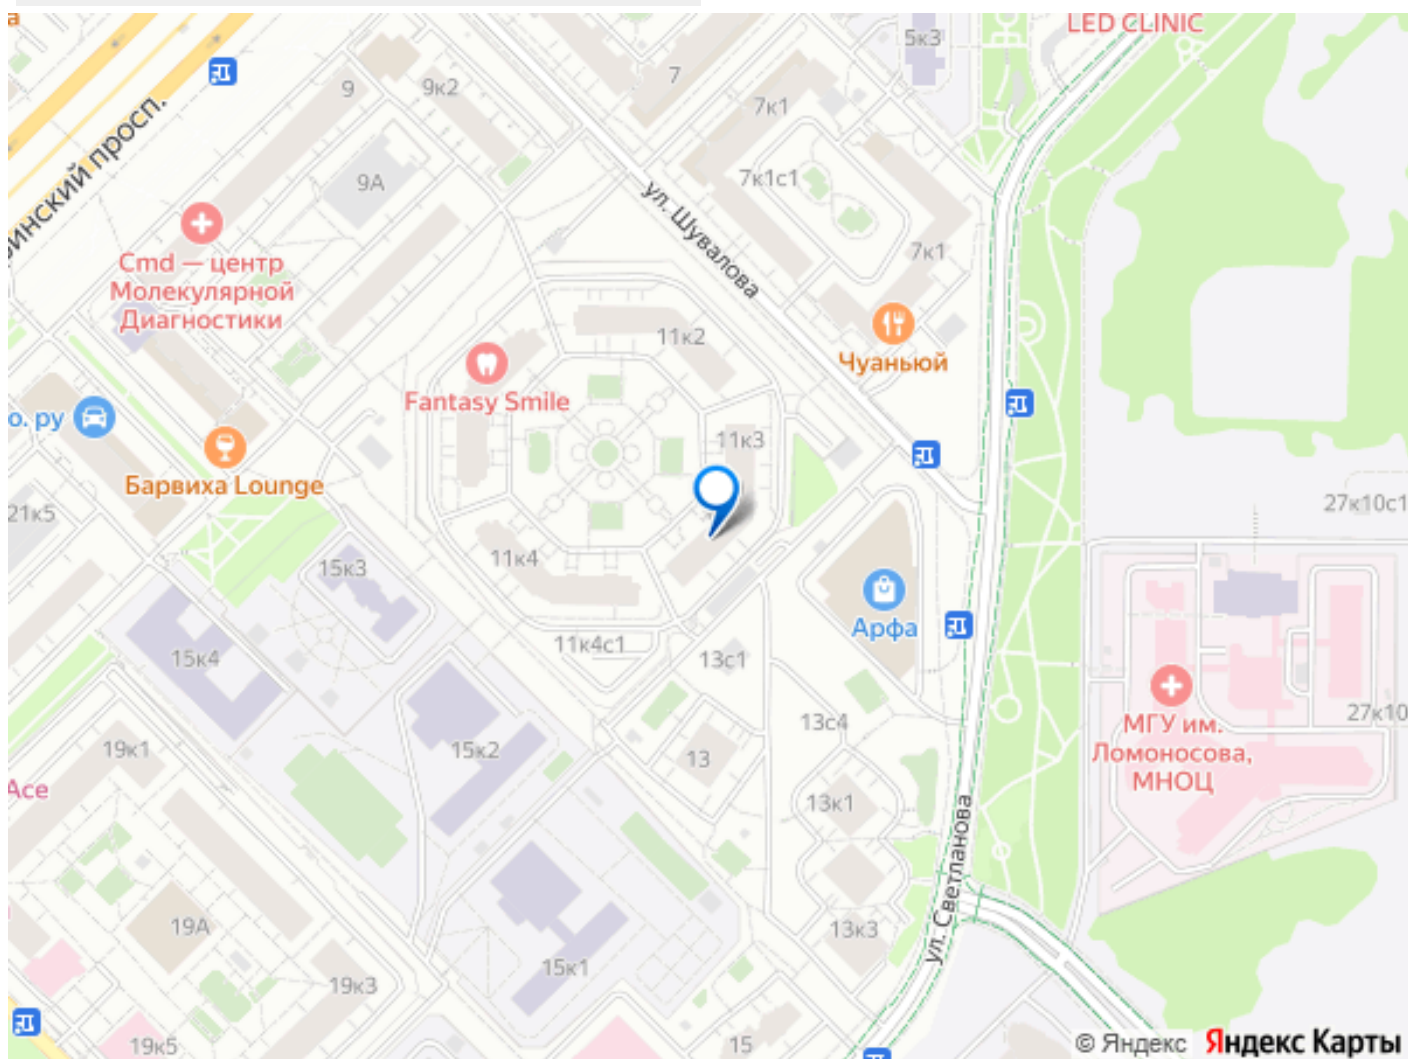 а
LED CLINIC
5к3
7
9
9к2
7к1
инский просп.
9А
7к1с1
ул. Шувалова
7к1
Cmd — центр
Молекулярной
Диагностики
11к2
Чуаньюй
Fantasy Smile
о. ру
11к3
Барвиха Lounge
21к5
27к10с1
11к4
15к3
Арфа
11к4с1
13с1
15к4
27к10
МГУ им.
Ломоносова,
МНОЦ
13с4
19к1
15к2
13
Ace
13к1
ул. Светланова
19А
13к3
15к1
19к3
19к5
15
© Яндекс
Яндекс Карты